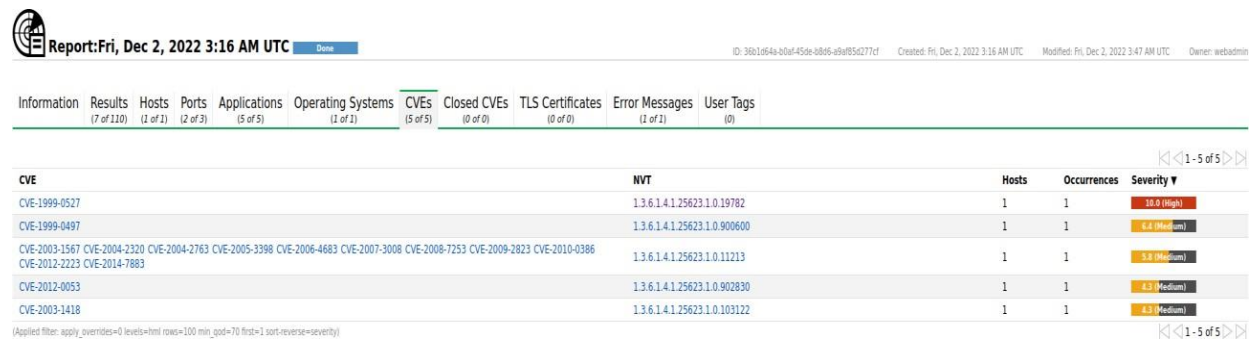 Report:Fri, Dec 2, 2022 3:16 AM UTC Done ID: 36b1d64a-b0af-45de-b8d6-a9af85d277cf Created: Fri, Dec 2, 2022 3:16 AM UTC Modified: Fri, Dec 2, 2022 3:47 AM UTC Owner: webadmin
Information Results Hosts Ports Applications Operating Systems CVEs Closed CVEs TLS Certificates Error Messages User Tags
(7 of 110) (1 of 1) (2 of 3) (5 of 5) (1 of 1) (5 of 5) (0 of 0) (0 of 0) (1 of 1) (0)
1 - 5 of 5
CVE NVT Hosts Occurrences Severity ▼
CVE-1999-0527 1.3.6.1.4.1.25623.1.0.19782 1 1 10.0 (High)
CVE-1999-0497 1.3.6.1.4.1.25623.1.0.900600 1 1 6.4 (Medium)
CVE-2003-1567 CVE-2004-2320 CVE-2004-2763 CVE-2005-3398 CVE-2006-4683 CVE-2007-3008 CVE-2008-7253 CVE-2009-2823 CVE-2010-0386
CVE-2012-2223 CVE-2014-7883 1.3.6.1.4.1.25623.1.0.11213 1 1 5.8 (Medium)
CVE-2012-0053 1.3.6.1.4.1.25623.1.0.902830 1 1 4.3 (Medium)
CVE-2003-1418 1.3.6.1.4.1.25623.1.0.103122 1 1 4.3 (Medium)
(Applied filter: apply_overrides=0 levels=hml rows=100 min_qod=70 first=1 sort-reverse=severity) 1 - 5 of 5